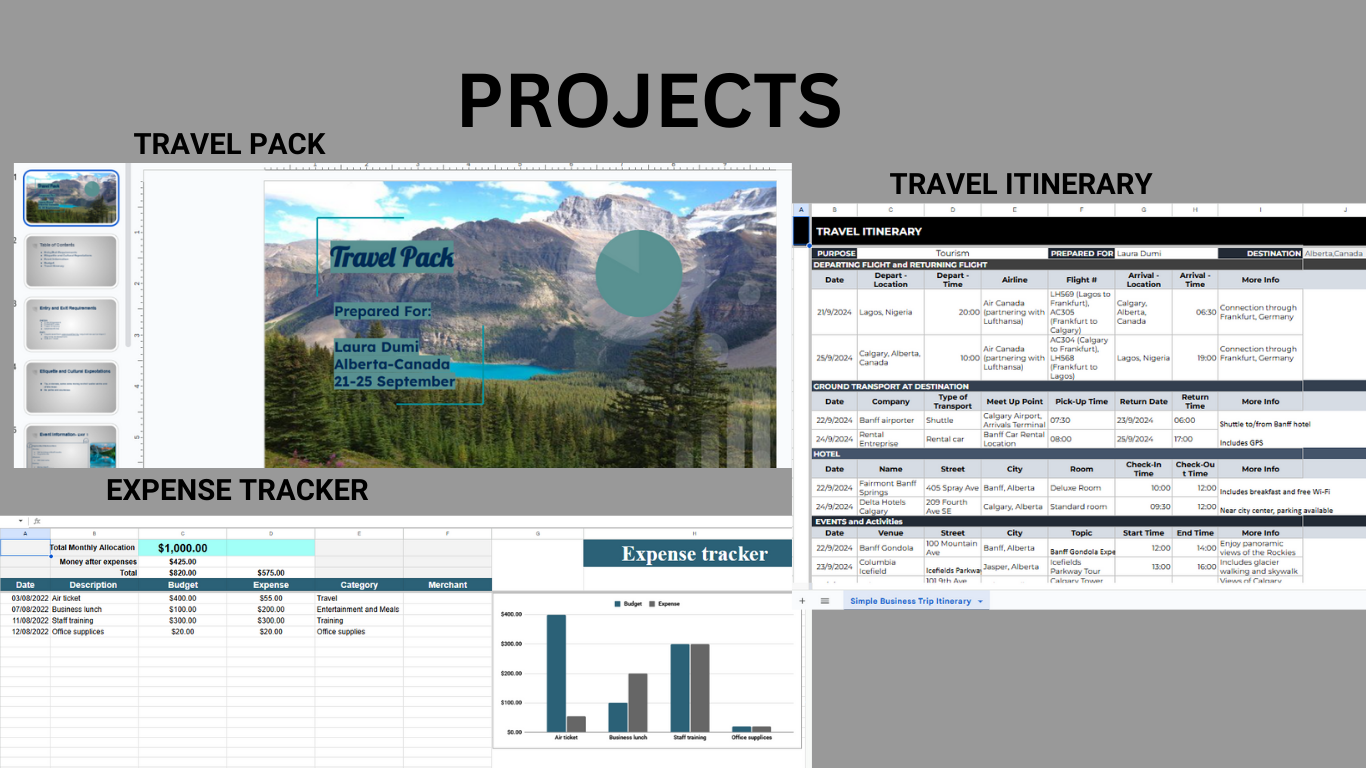 PROJECTS
TRAVEL PACK
Travel Pack
Table of Contents
Entry and Exit Requirements
Etiquette and Cultural Expectations
Event Information
Travel Pack
Prepared For:
Laura Dumi
Alberta-Canada
21-25 September
TRAVEL ITINERARY
A B C D E F G H I J
TRAVEL ITINERARY
PURPOSE Tourism PREPARED FOR Laura Dumi DESTINATION Alberta,Canada
DEPARTING FLIGHT and RETURNING FLIGHT
Date Depart - Location Depart - Time Airline Flight # Arrival - Location Arrival - Time More Info
21/9/2024 Lagos, Nigeria 20:00 Air Canada (partnering with Lufthansa) LH569 (Lagos to Frankfurt), AC305 (Frankfurt to Calgary) Calgary, Alberta, Canada 06:30 Connection through Frankfurt, Germany
25/9/2024 Calgary, Alberta, Canada 10:00 Air Canada (partnering with Lufthansa) AC304 (Calgary to Frankfurt), LH568 (Frankfurt to Lagos) Lagos, Nigeria 19:00 Connection through Frankfurt, Germany
GROUND TRANSPORT AT DESTINATION
Date Company Type of Transport Meet Up Point Pick-Up Time Return Date Return Time More Info
22/9/2024 Banff airporter Shuttle Calgary Airport, Arrivals Terminal 07:30 23/9/2024 06:00 Shuttle to/from Banff hotel
24/9/2024 Rental Entreprise Rental car Banff Car Rental Location 08:00 25/9/2024 17:00 Includes GPS
HOTEL
Date Name Street City Room Check-In Time Check-Out Time More Info
22/9/2024 Fairmont Banff Springs 405 Spray Ave Banff, Alberta Deluxe Room 10:00 12:00 Includes breakfast and free Wi-Fi
24/9/2024 Delta Hotels Calgary 209 Fourth Ave SE Calgary, Alberta Standard room 09:30 12:00 Near city center, parking available
EVENTS and Activities
Date Venue Street City Topic Start Time End Time More Info
22/9/2024 Banff Gondola 100 Mountain Ave Banff, Alberta Banff Gondola Expe 12:00 14:00 Enjoy panoramic views of the Rockies
23/9/2024 Columbia Icefield Icefields Parkwa Jasper, Alberta Icefields Parkway Tour 13:00 16:00 Includes glacier walking and skywalk
101 9th Ave Calgary Tower Views of Calgary
Simple Business Trip Itinerary
EXPENSE TRACKER
fx
A B C D E F G H
Total Monthly Allocation $1,000.00
Money after expenses $425.00
Total $820.00 $575.00
Expense tracker
Date Description Budget Expense Category Merchant
03/08/2022 Air ticket $400.00 $55.00 Travel
07/08/2022 Business lunch $100.00 $200.00 Entertainment and Meals
11/08/2022 Staff training $300.00 $300.00 Training
12/08/2022 Office supplices $20.00 $20.00 Office supplies
Budget Expense
$400.00
$300.00
$200.00
$100.00
$0.00
Air ticket Business lunch Staff training Office supplices